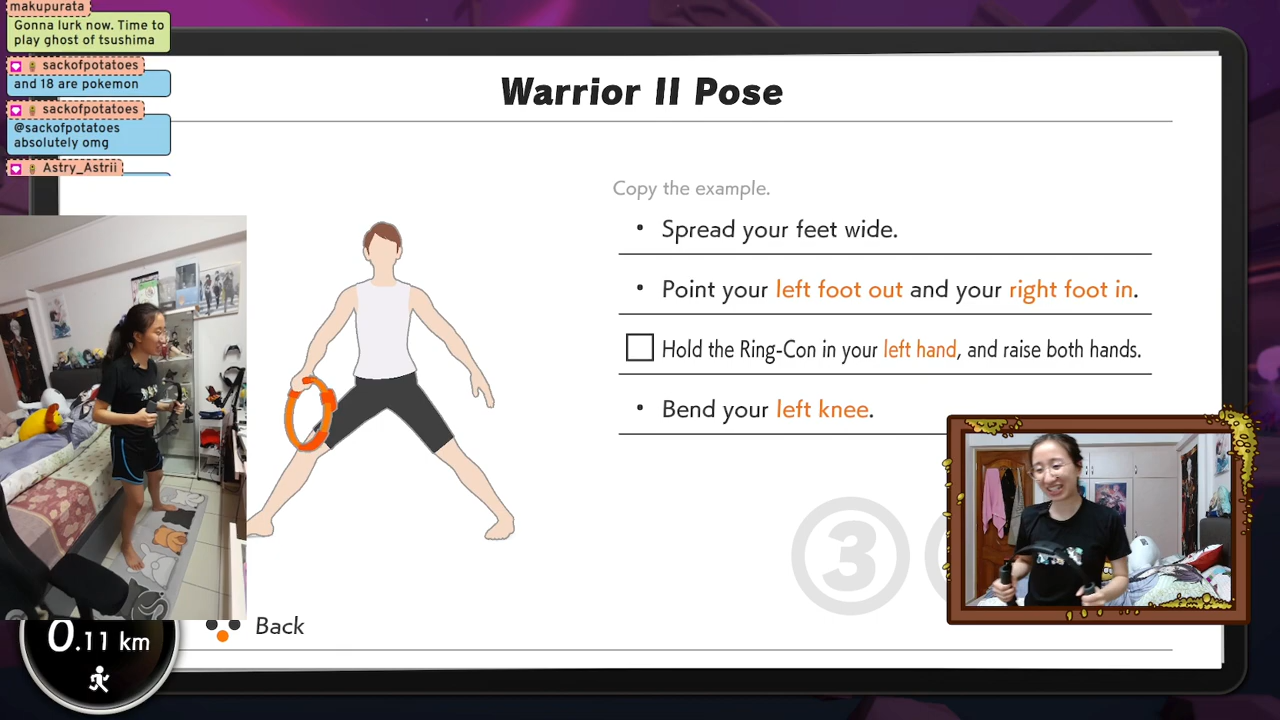 makupurata
Gonna lurk now. Time to
play ghost of tsushima
sackofpotatoes
and 18 are pokemon
sackofpotatoes
@sackofpotatoes
absolutely omg
Astry_Astrii
Warrior II Pose
Copy the example.
• Spread your feet wide.
• Point your left foot out and your right foot in.
Hold the Ring-Con in your left hand, and raise both hands.
• Bend your left knee.
3
Back
0.11 km